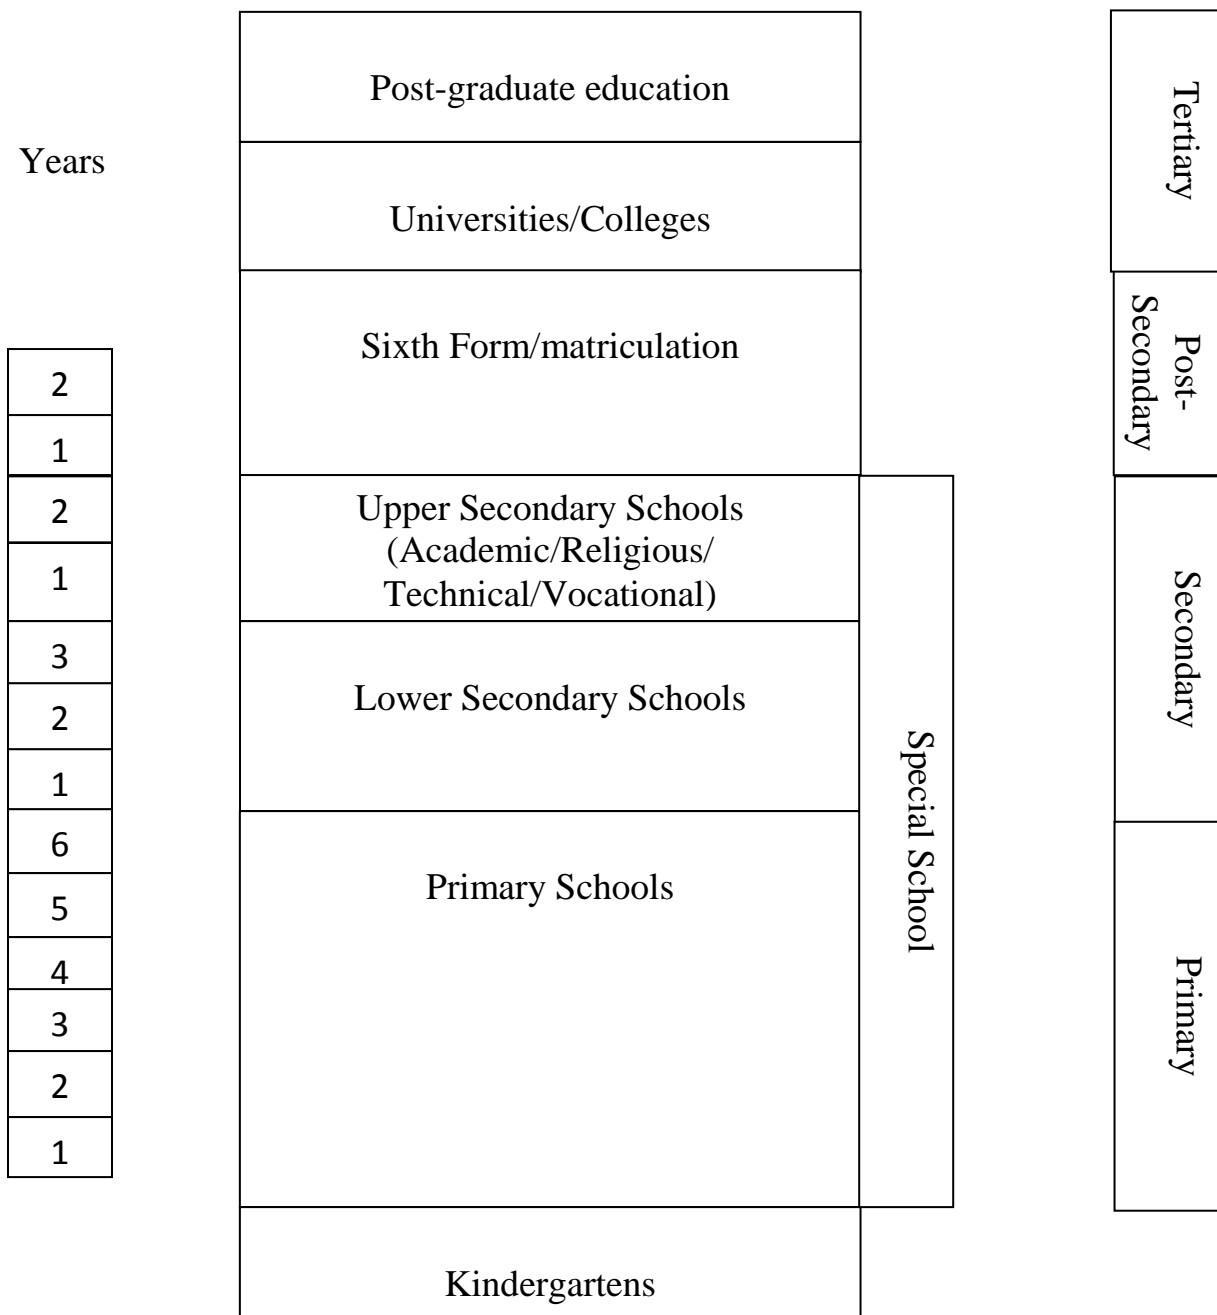 Post-graduate education
Years
Universities/Colleges
Tertiary
Sixth Form/matriculation
Post-
Secondary
2
1
2
1
3
2
1
6
5
4
3
2
1
Upper Secondary Schools
(Academic/Religious/
Technical/Vocational)
Lower Secondary Schools
Primary Schools
Kindergartens
Special School
Secondary
Primary